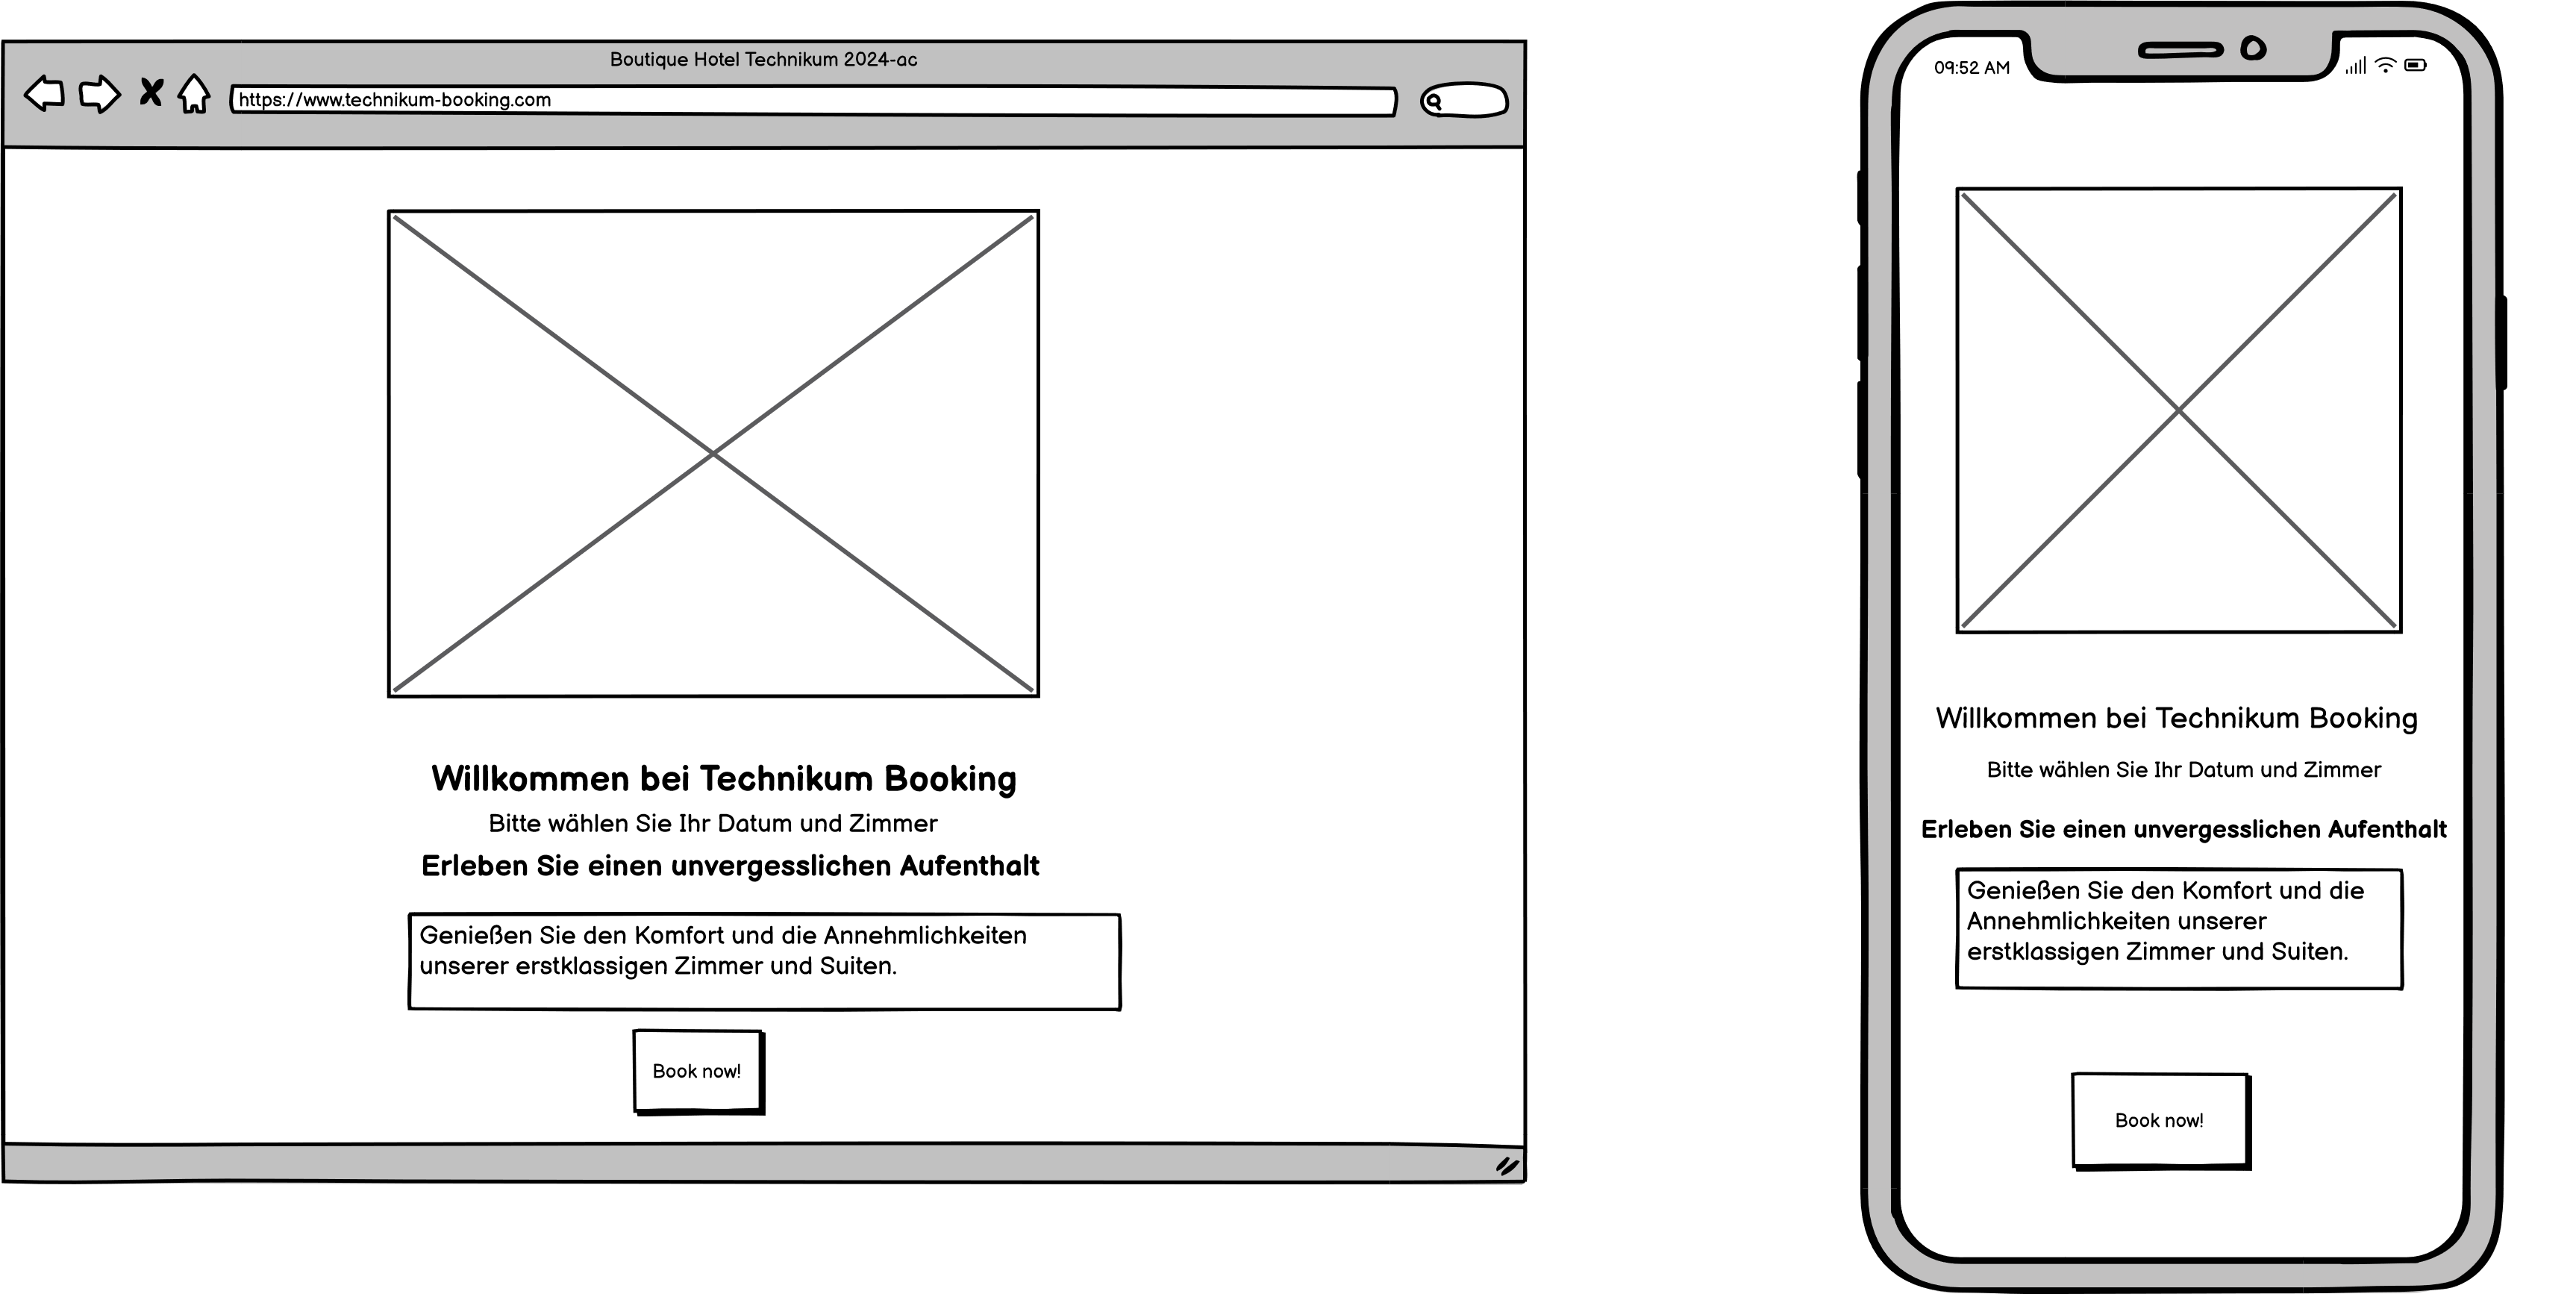 Boutique Hotel Technikum 2024-ac
https://www.technikum-booking.com
Willkommen bei Technikum Booking
Bitte wählen Sie Ihr Datum und Zimmer
Erleben Sie einen unvergesslichen Aufenthalt
Genießen Sie den Komfort und die Annehmlichkeiten
unserer erstklassigen Zimmer und Suiten.
Book now!
09:52 AM
Willkommen bei Technikum Booking
Bitte wählen Sie Ihr Datum und Zimmer
Erleben Sie einen unvergesslichen Aufenthalt
Genießen Sie den Komfort und die
Annehmlichkeiten unserer
erstklassigen Zimmer und Suiten.
Book now!